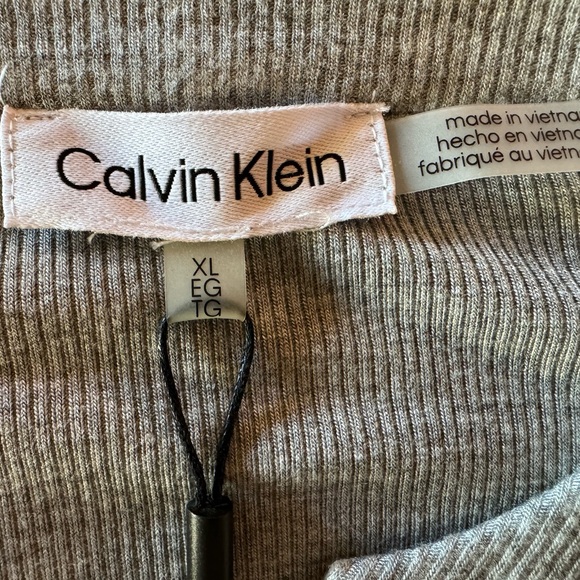 Calvin Klein
made in vietna
hecho en vietna
fabriqué au vietn
XL
EG
TG